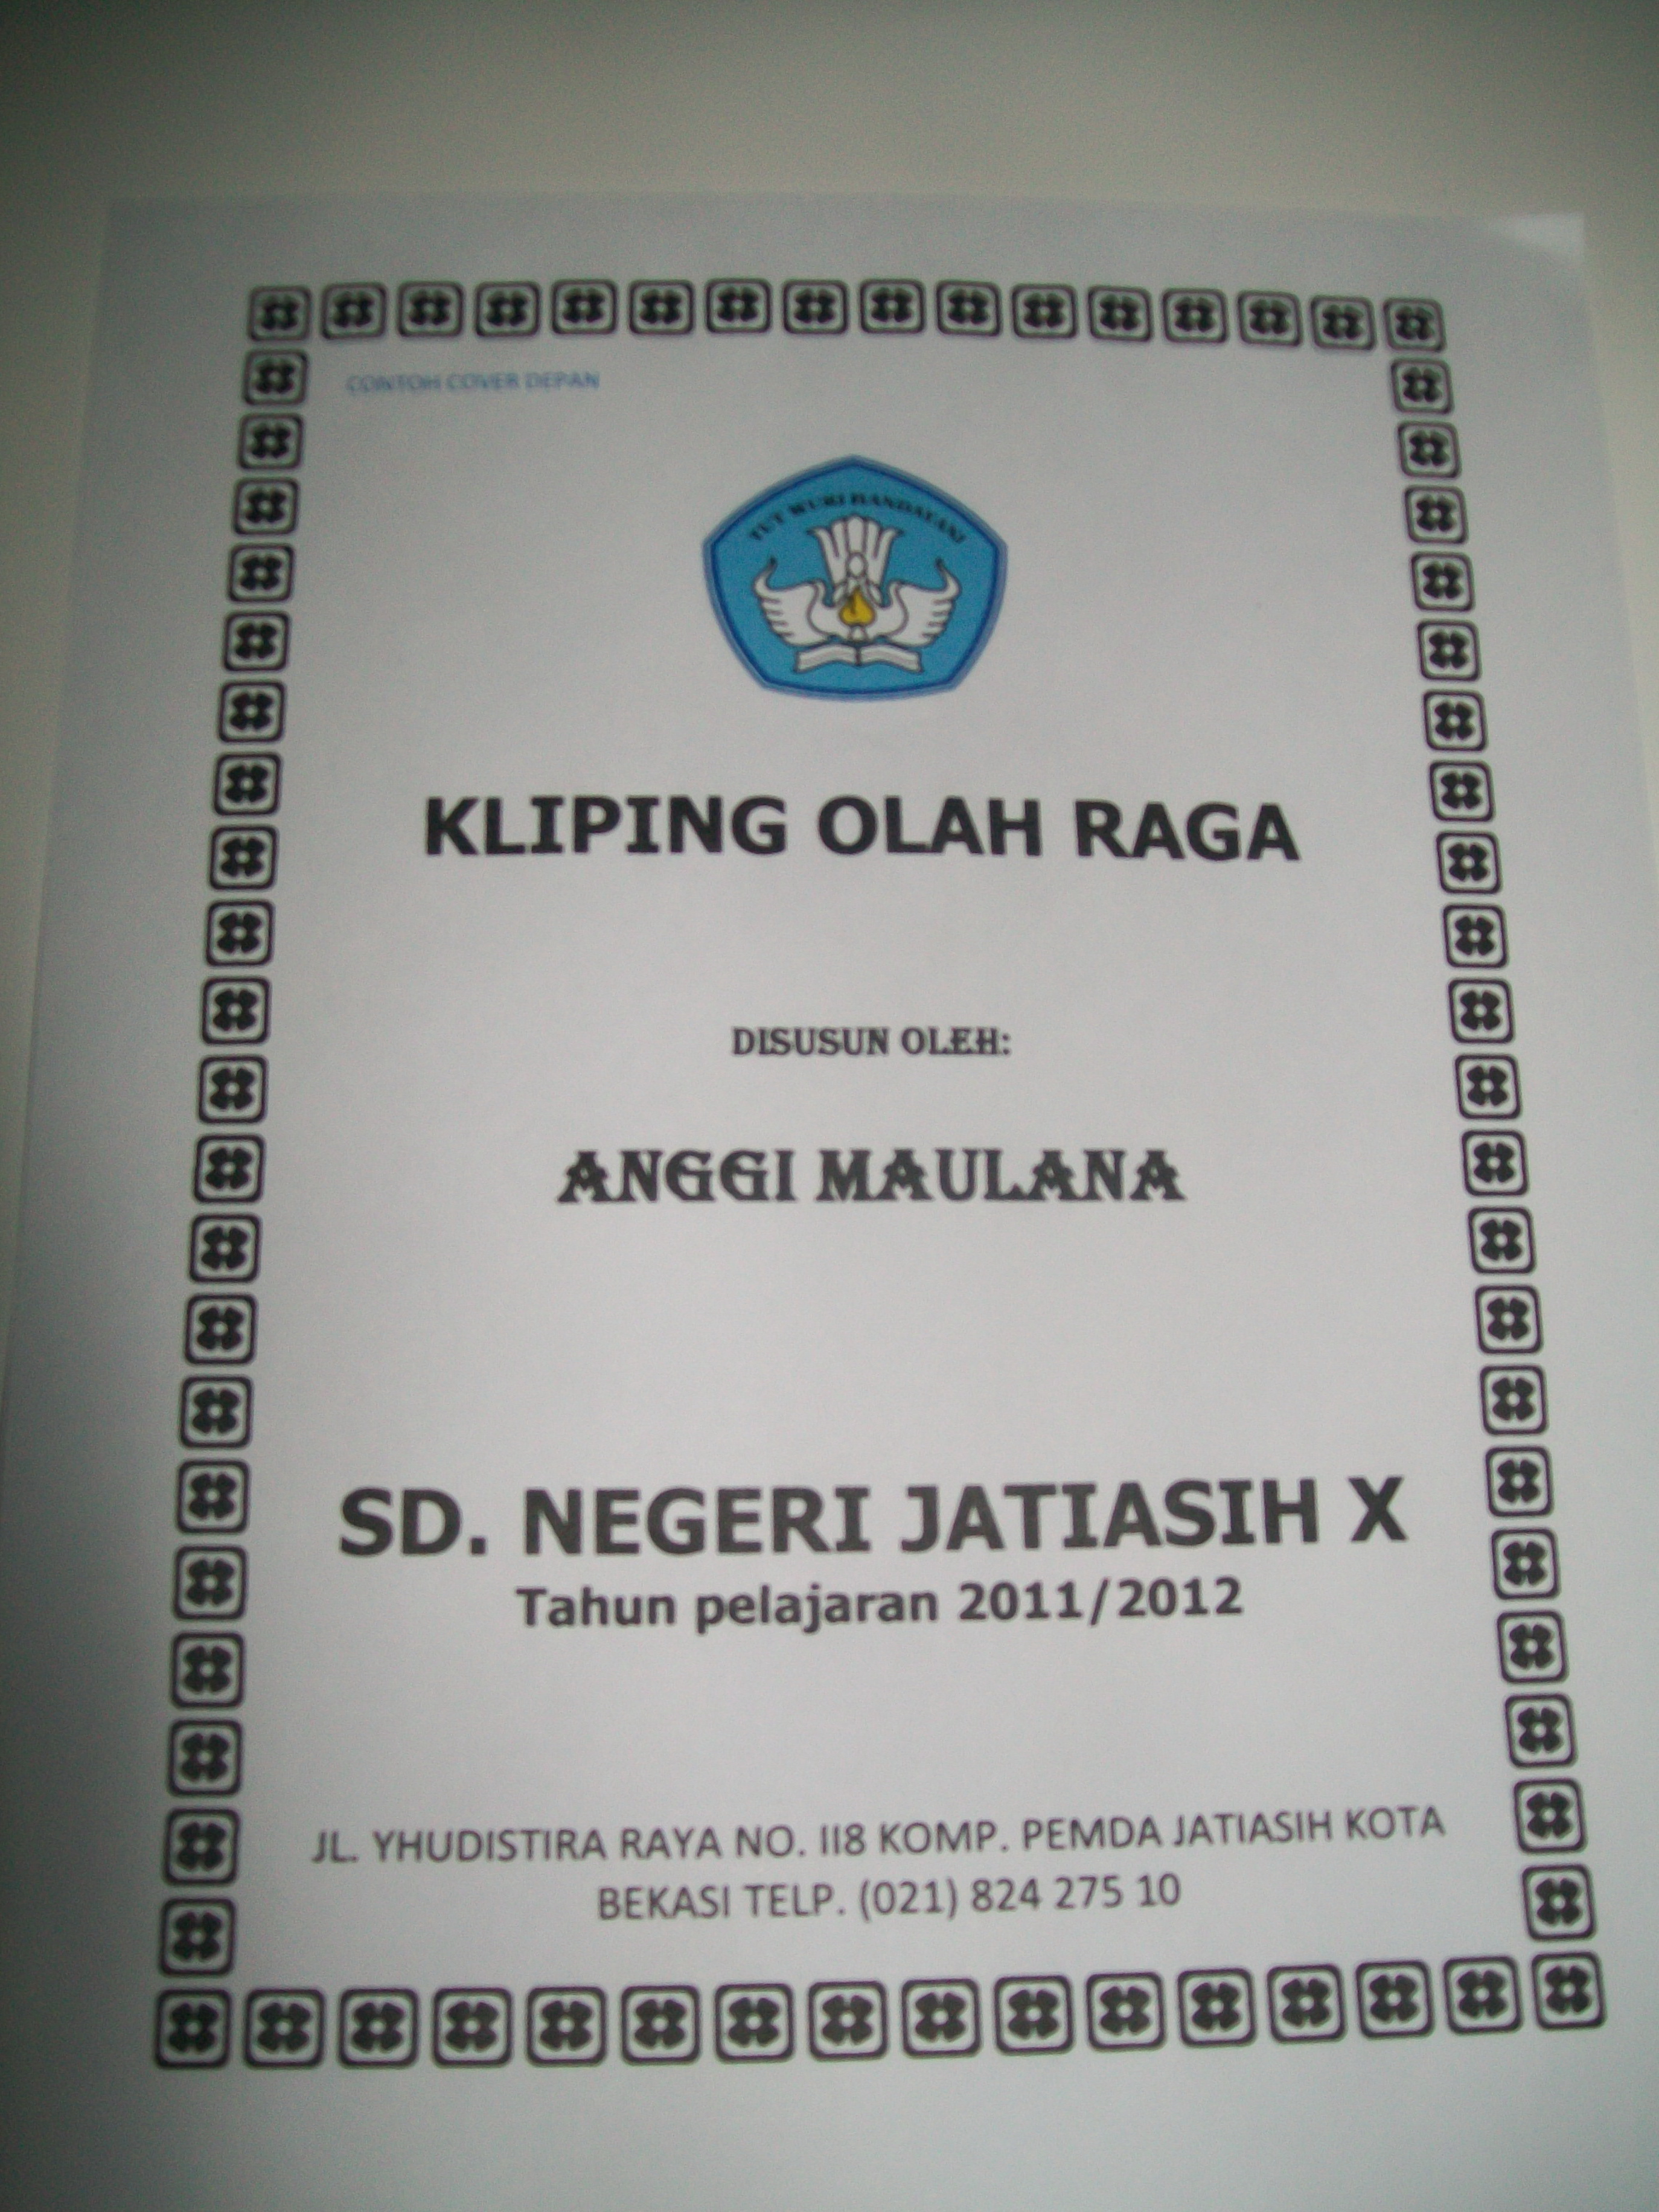 CONTOH COVER DEPAN
TUT WURI HANDAYANI
KLIPING OLAH RAGA
DISUSUN OLEH:
ANGGI MAULANA
SD. NEGERI JATIASIH X
Tahun pelajaran 2011/2012
JL. YHUDISTIRA RAYA NO. II8 KOMP. PEMDA JATIASIH KOTA
BEKASI TELP. (021) 824 275 10